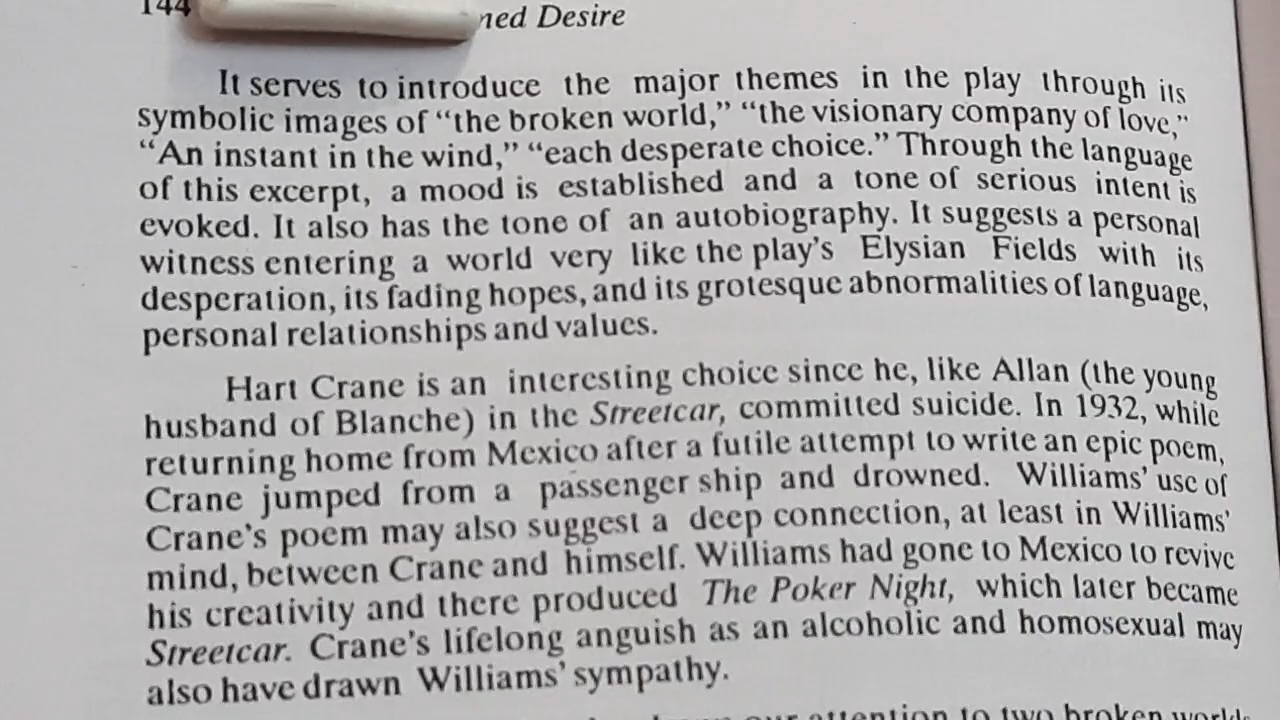 144 ned Desire
It serves to introduce the major themes in the play through its
symbolic images of “the broken world,” “the visionary company of love,”
“An instant in the wind,” “each desperate choice.” Through the language
of this excerpt, a mood is established and a tone of serious intent is
evoked. It also has the tone of an autobiography. It suggests a personal
witness entering a world very like the play’s Elysian Fields with its
desperation, its fading hopes, and its grotesque abnormalities of language,
personal relationships and values.
Hart Crane is an interesting choice since he, like Allan (the young
husband of Blanche) in the Streetcar, committed suicide. In 1932, while
returning home from Mexico after a futile attempt to write an epic poem,
Crane jumped from a passenger ship and drowned. Williams’ use of
Crane’s poem may also suggest a deep connection, at least in Williams’
mind, between Crane and himself. Williams had gone to Mexico to revive
his creativity and there produced The Poker Night, which later became
Streetcar. Crane’s lifelong anguish as an alcoholic and homosexual may
also have drawn Williams’ sympathy.
our attention to two broken